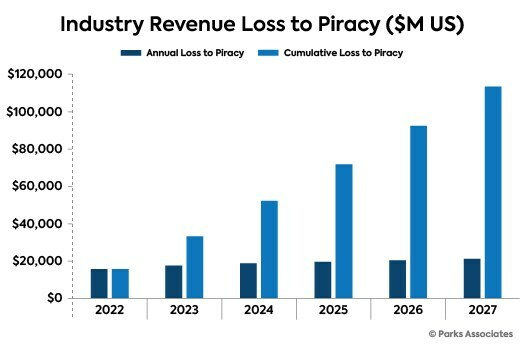 Industry Revenue Loss to Piracy ($M US)
Annual Loss to Piracy Cumulative Loss to Piracy
$120,000
$100,000
$80,000
$60,000
$40,000
$20,000
$0
2022 2023 2024 2025 2026 2027
© Parks Associates